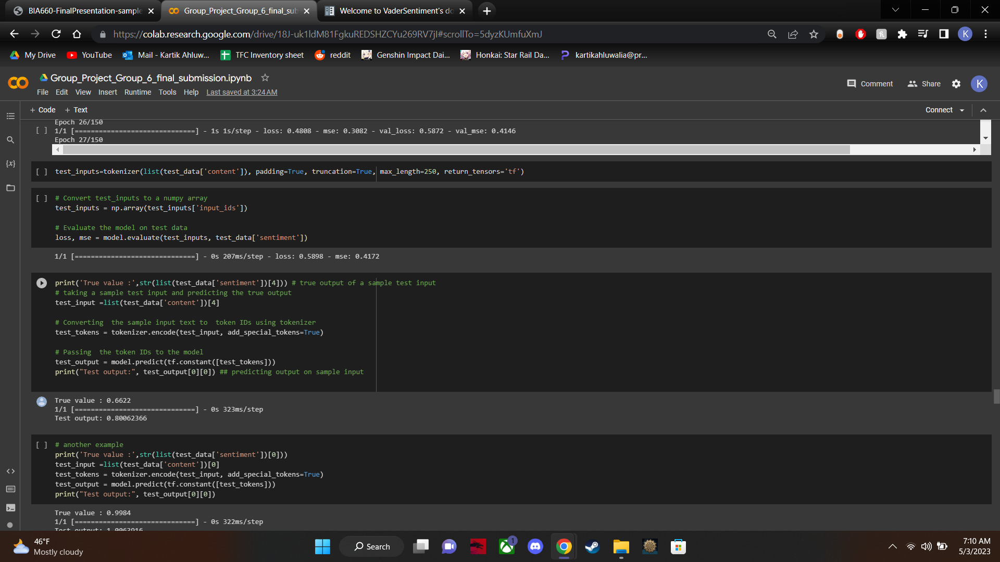 BIA660-FinalPresentation-sample
Group_Project_Group_6_final_sub
Welcome to VaderSentiment's do
https://colab.research.google.com/drive/18J-uk1ldM81FgkuREDSHZCYu269RV7jI#scrollTo=5dyzKUmfuXmJ
K
My Drive
YouTube
Mail - Kartik Ahluw...
TFC Inventory sheet
reddit
Genshin Impact Dai...
Honkai: Star Rail Da...
kartikahluwalia@pr...
Group_Project_Group_6_final_submission.ipynb
File Edit View Insert Runtime Tools Help Last saved at 3:24 AM
Comment
Share
K
+ Code + Text
Connect
Epoch 26/150
[ ] 1/1 [==============================] - 1s 1s/step - loss: 0.4808 - mse: 0.3082 - val_loss: 0.5872 - val_mse: 0.4146
Epoch 27/150
{x}
[ ] test_inputs=tokenizer(list(test_data['content']), padding=True, truncation=True, max_length=250, return_tensors='tf')
[ ] # Convert test_inputs to a numpy array
test_inputs = np.array(test_inputs['input_ids'])
# Evaluate the model on test data
loss, mse = model.evaluate(test_inputs, test_data['sentiment'])
1/1 [==============================] - 0s 207ms/step - loss: 0.5898 - mse: 0.4172
print('True value :',str(list(test_data['sentiment'])[4])) # true output of a sample test input
# taking a sample test input and predicting the true output
test_input =list(test_data['content'])[4]
# Converting  the sample input text to  token IDs using tokenizer
test_tokens = tokenizer.encode(test_input, add_special_tokens=True)
# Passing  the token IDs to the model
test_output = model.predict(tf.constant([test_tokens]))
print("Test output:", test_output[0][0]) ## predicting output on sample input
True value : 0.6622
1/1 [==============================] - 0s 323ms/step
Test output: 0.80062366
[ ] # another example
print('True value :',str(list(test_data['sentiment'])[0]))
test_input =list(test_data['content'])[0]
test_tokens = tokenizer.encode(test_input, add_special_tokens=True)
test_output = model.predict(tf.constant([test_tokens]))
print("Test output:", test_output[0][0])
True value : 0.9984
1/1 [==============================] - 0s 322ms/step
Test output: 1.0063916
46°F
Mostly cloudy
Search
1
7:10 AM
5/3/2023